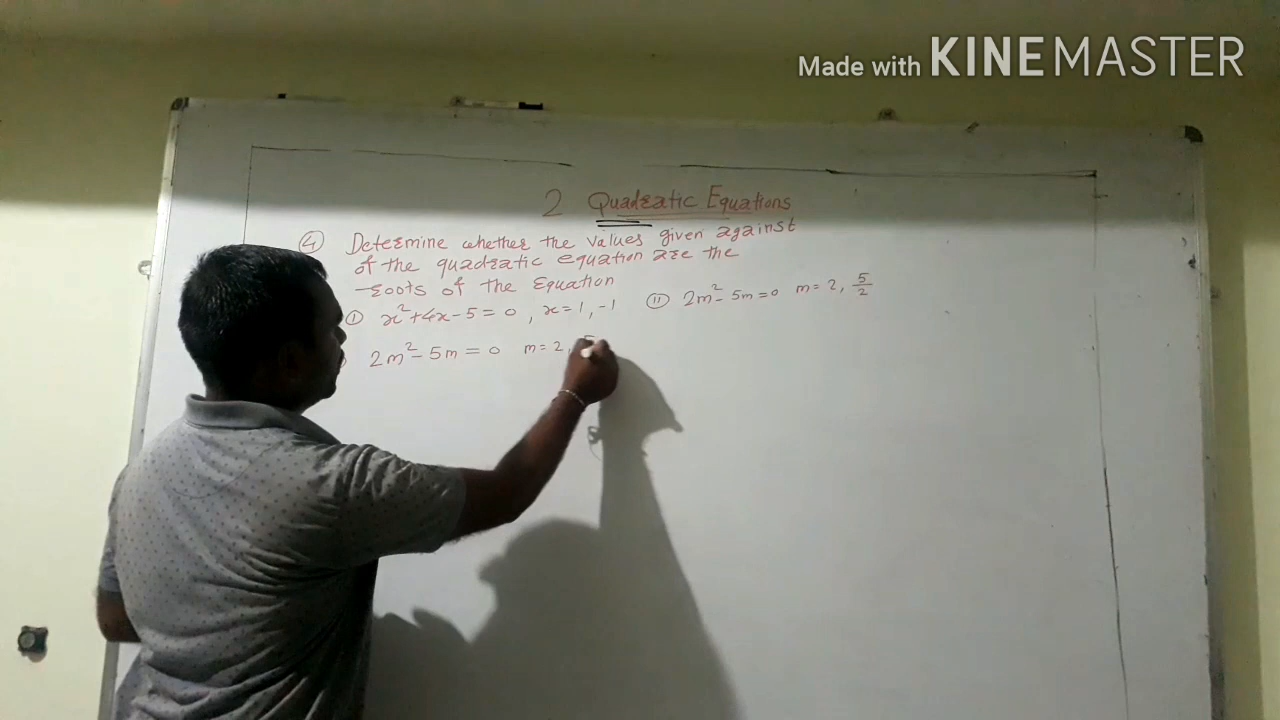 Made with KINEMASTER
2 Quadratic Equations
④ Determine whether the values given against
of the quadratic equation are the
roots of the Equation
① x²+4x-5=0, x=1,-1 ⑪ 2m²-5m=0 m=2, 5/2
2m²-5m=0 m=2,